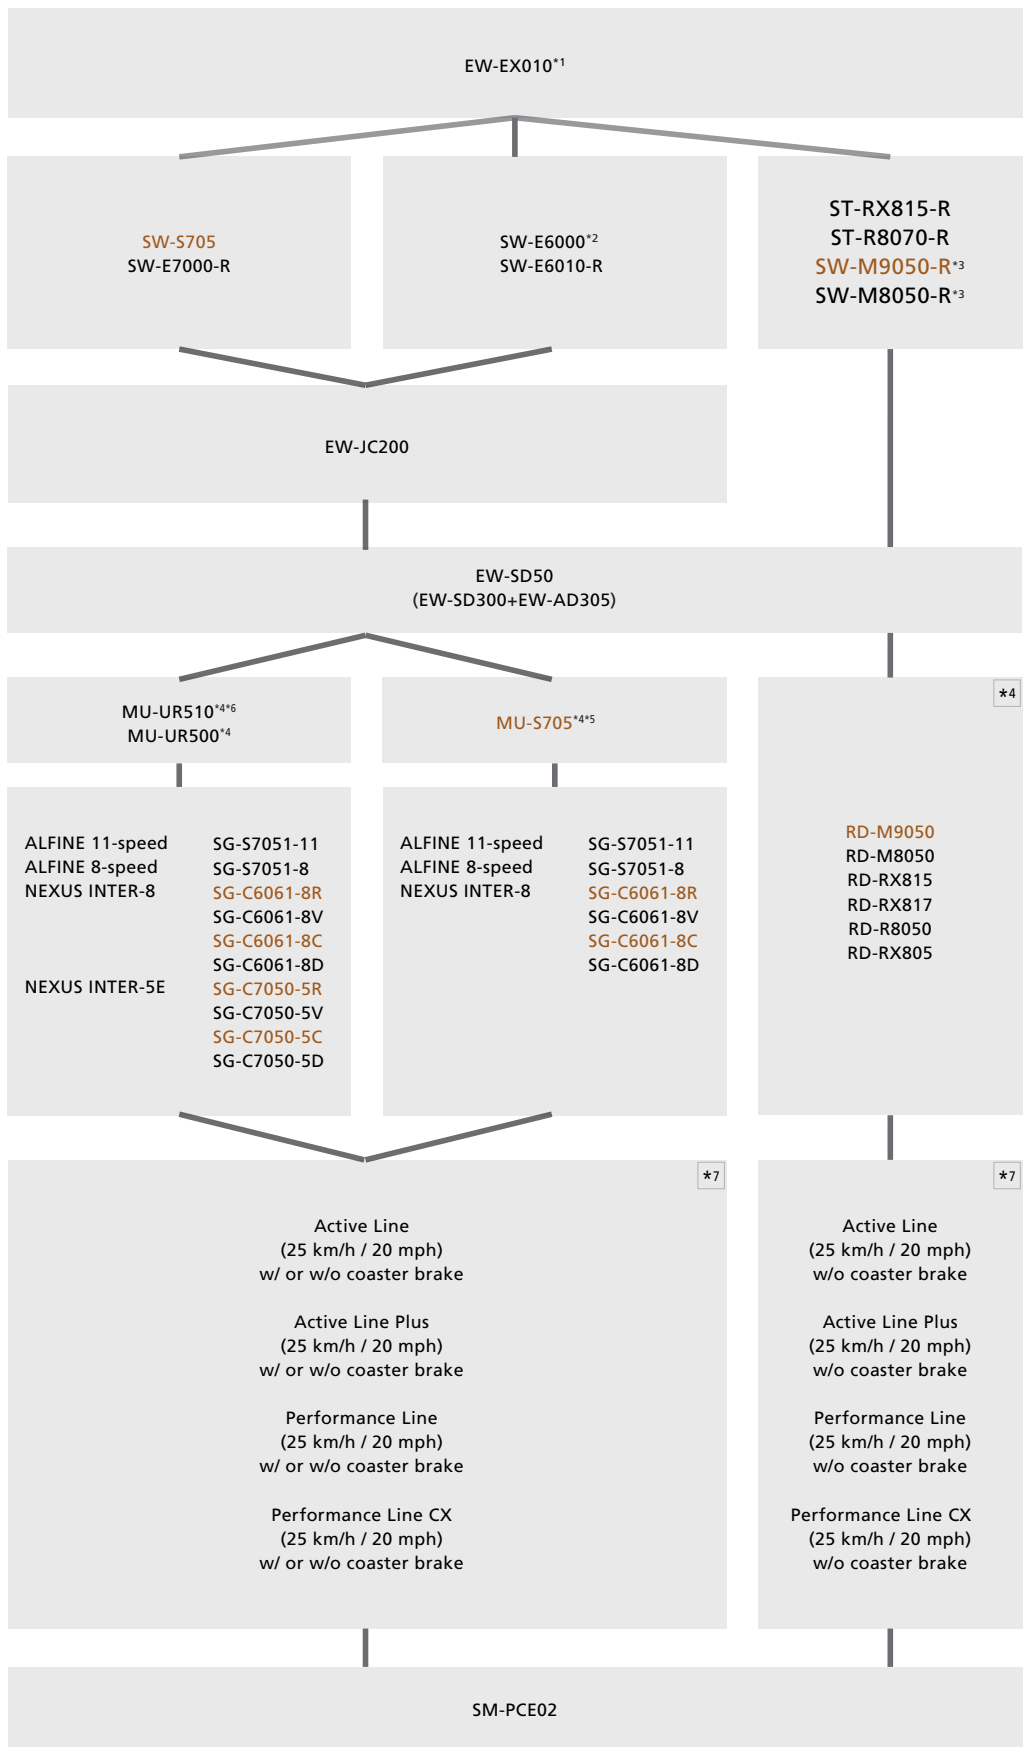 EW-EX010*1
SW-S705
SW-E7000-R
SW-E6000*2
SW-E6010-R
ST-RX815-R
ST-R8070-R
SW-M9050-R*3
SW-M8050-R*3
EW-JC200
EW-SD50
(EW-SD300+EW-AD305)
MU-UR510*4*6
MU-UR500*4
MU-S705*4*5
*4
RD-M9050
RD-M8050
RD-RX815
RD-RX817
RD-R8050
RD-RX805
ALFINE 11-speed SG-S7051-11
ALFINE 8-speed SG-S7051-8
NEXUS INTER-8 SG-C6061-8R
SG-C6061-8V
SG-C6061-8C
SG-C6061-8D
NEXUS INTER-5E SG-C7050-5R
SG-C7050-5V
SG-C7050-5C
SG-C7050-5D
ALFINE 11-speed SG-S7051-11
ALFINE 8-speed SG-S7051-8
NEXUS INTER-8 SG-C6061-8R
SG-C6061-8V
SG-C6061-8C
SG-C6061-8D
*7
Active Line
(25 km/h / 20 mph)
w/ or w/o coaster brake
Active Line Plus
(25 km/h / 20 mph)
w/ or w/o coaster brake
Performance Line
(25 km/h / 20 mph)
w/ or w/o coaster brake
Performance Line CX
(25 km/h / 20 mph)
w/ or w/o coaster brake
*7
Active Line
(25 km/h / 20 mph)
w/o coaster brake
Active Line Plus
(25 km/h / 20 mph)
w/o coaster brake
Performance Line
(25 km/h / 20 mph)
w/o coaster brake
Performance Line CX
(25 km/h / 20 mph)
w/o coaster brake
SM-PCE02